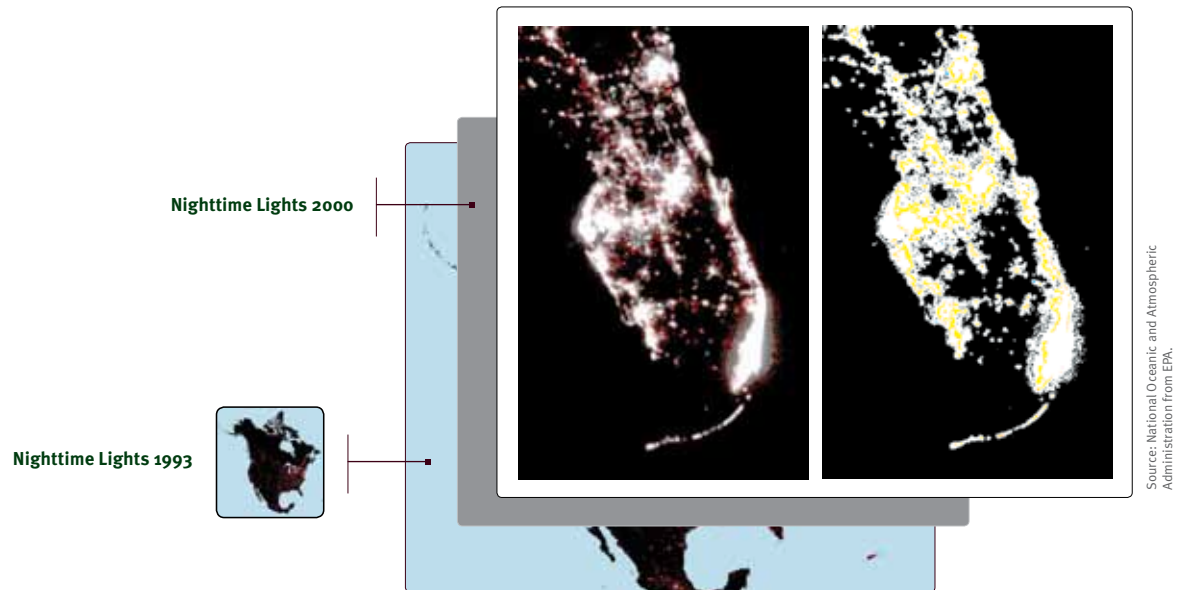 Nighttime Lights 2000
Nighttime Lights 1993
Source: National Oceanic and Atmospheric
Administration from EPA.